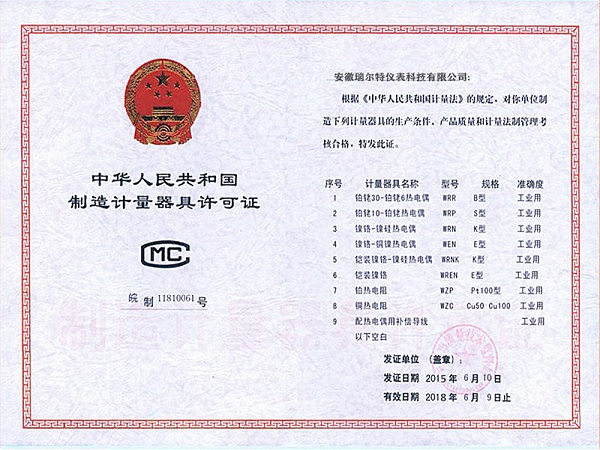 中华人民共和国
制造计量器具许可证
CMC
皖 制 11810061 号
安徽瑞尔特仪表科技有限公司:
根据《中华人民共和国计量法》的规定,对你单位制
造下列计量器具的生产条件、产品质量和计量法制管理考
核合格,特发此证。
序号 计量器具名称 型号 规格 准确度
1 铂铑30-铂铑6热电偶 WRR B型 工业用
2 铂铑10-铂铑热电偶 WRP S型 工业用
3 镍铬-镍硅热电偶 WRN K型 工业用
4 镍铬-铜镍热电偶 WEN E型 工业用
5 铠装镍铬-镍硅热电偶 WRNK K型 工业用
6 铠装镍铬 WREN E型 工业用
7 铂热电阻 WZP Pt100型 工业用
8 铜热电阻 WZC Cu50 Cu100 工业用
9 配热电偶用补偿导线 工业用
以下空白
发证单位 (盖章):
发证日期 2015 年 6 月 10 日
有效日期 2018 年 6 月 9 日止